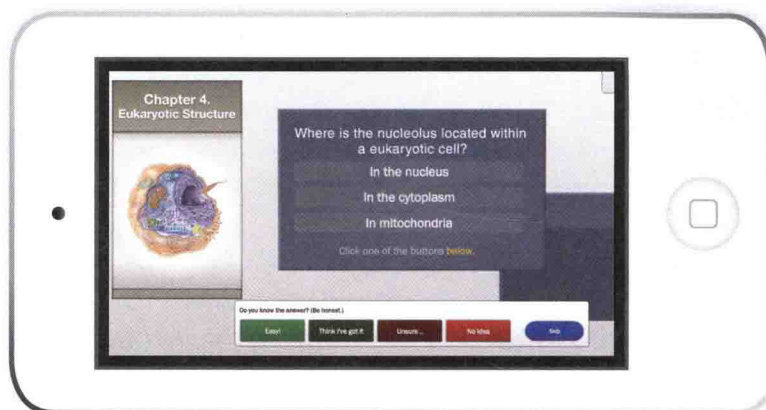 Chapter 4.
Eukaryotic Structure
Where is the nucleolus located within
a eukaryotic cell?
In the nucleus
In the cytoplasm
In mitochondria
Click one of the buttons below.
Do you know the answer? (Be honest.)
Easy!
Think I've got it
Unsure...
No idea
Skip